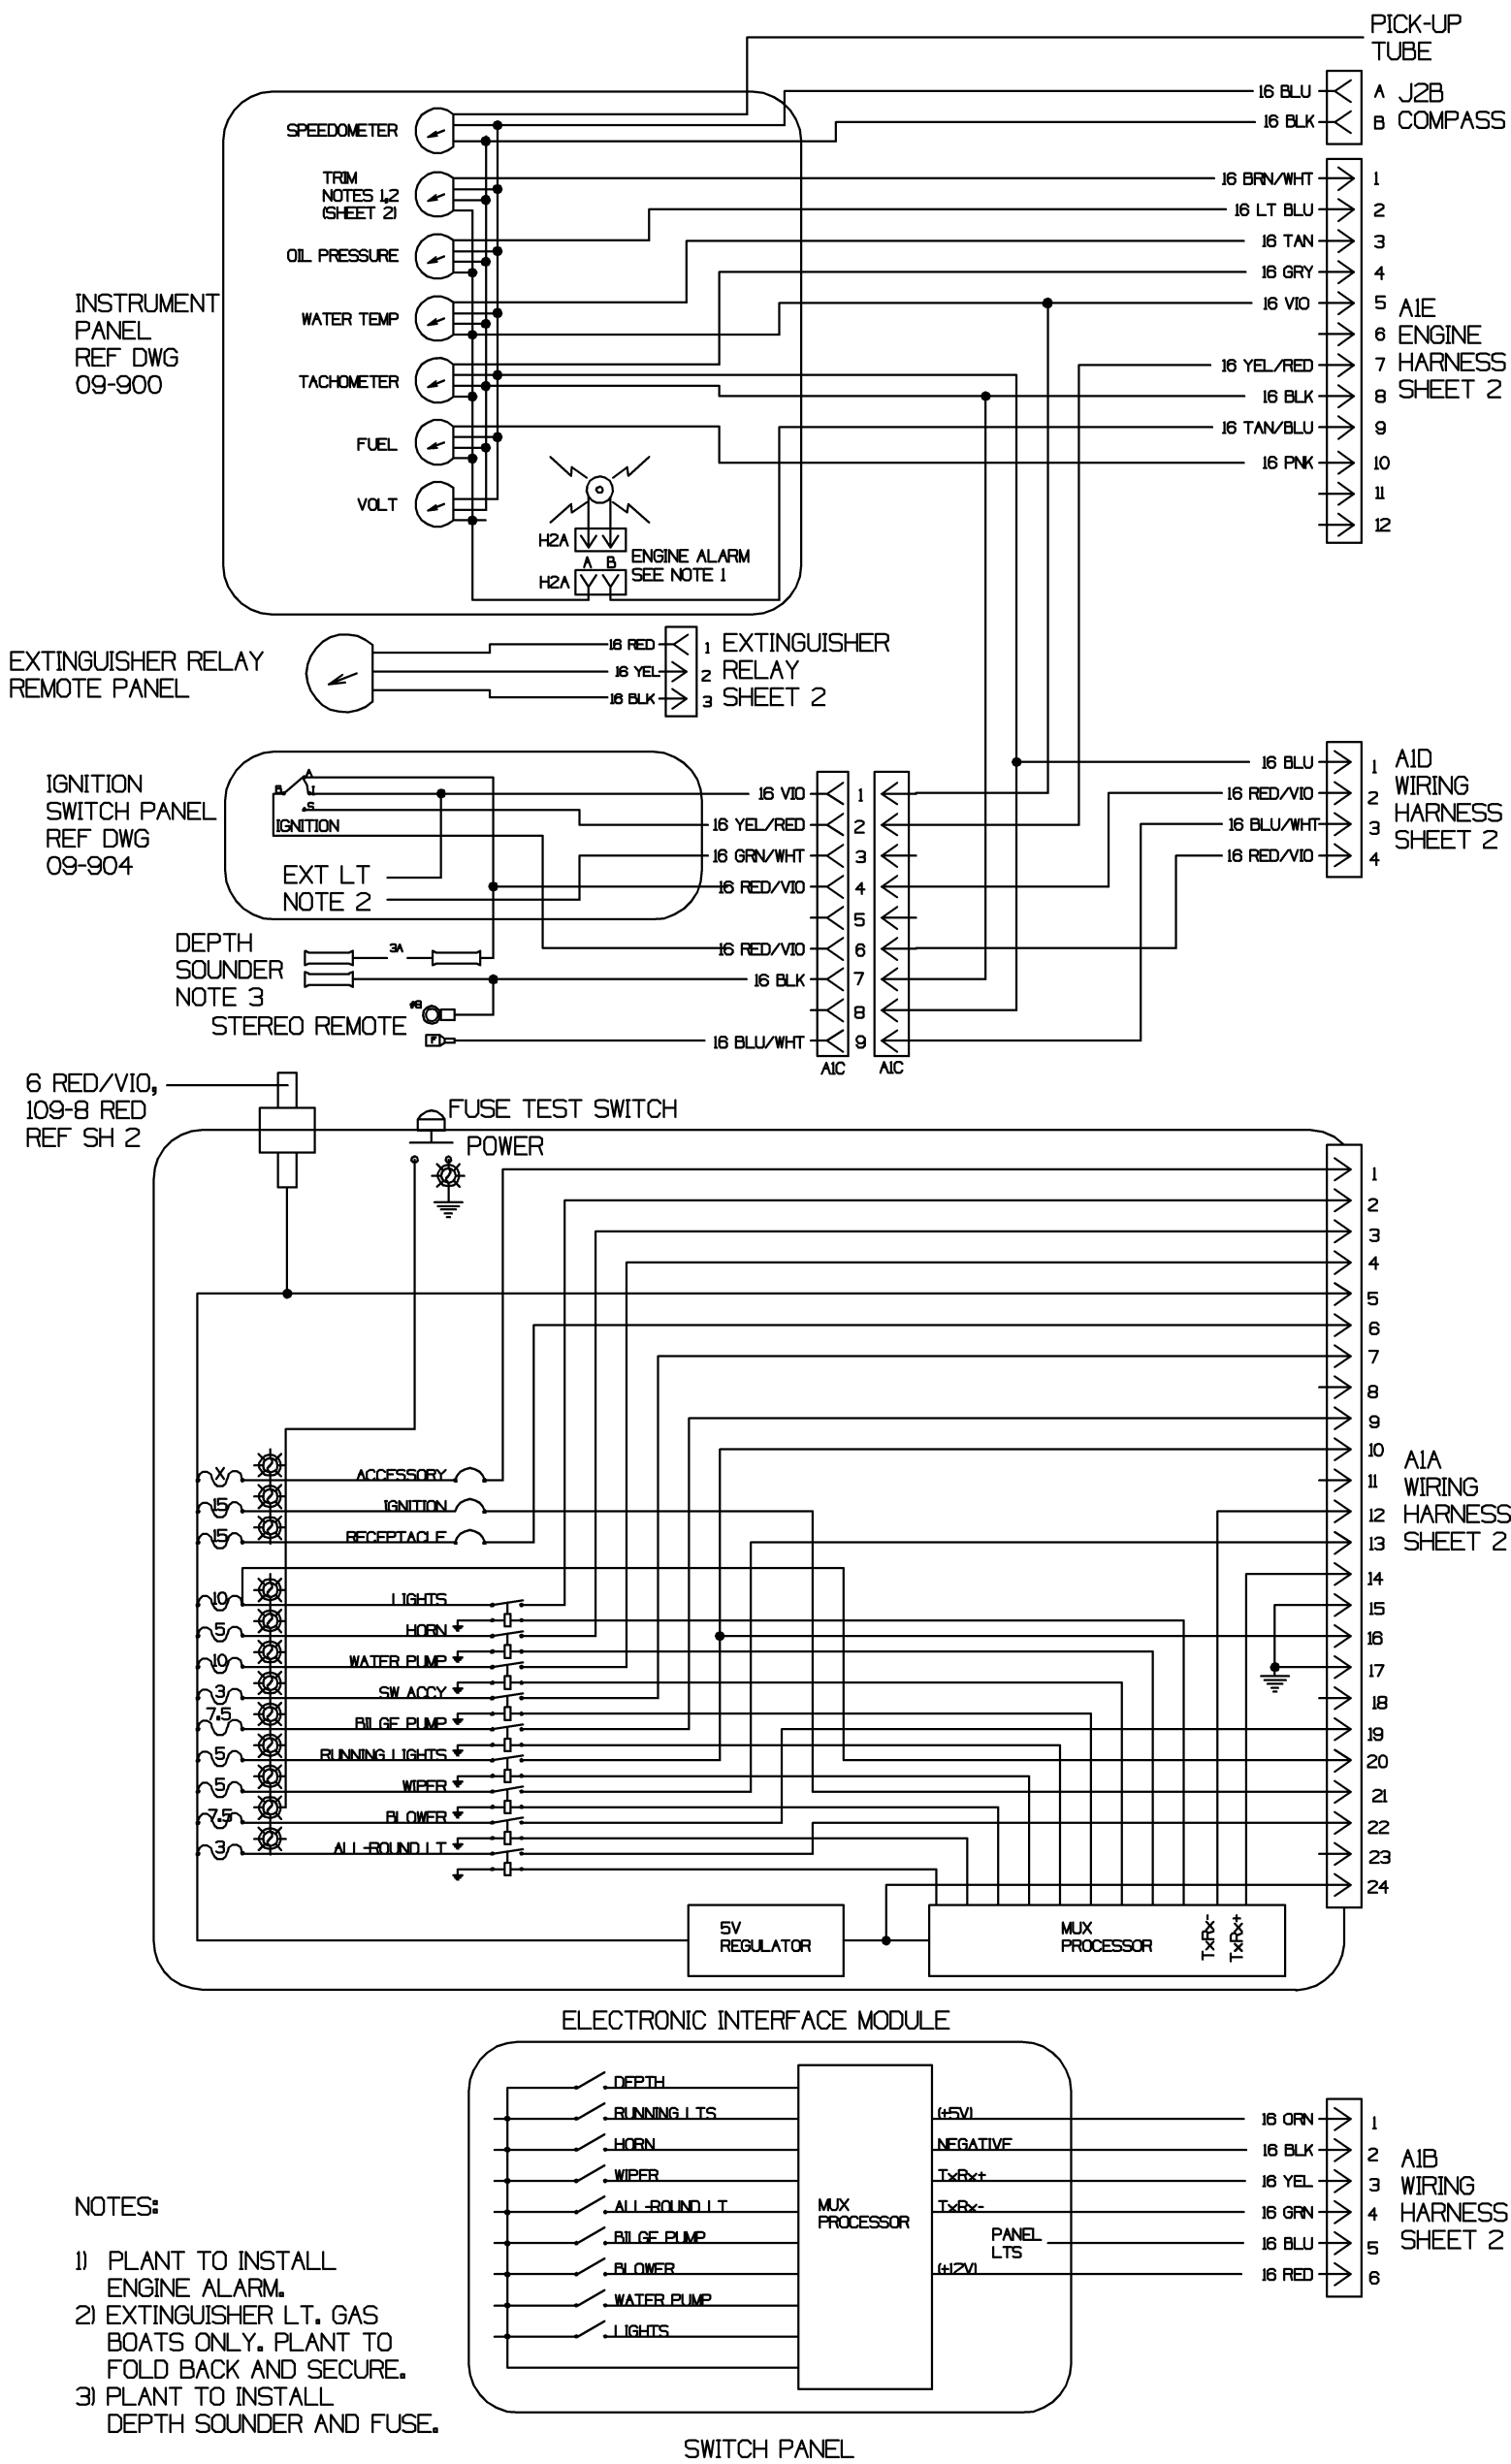 PICK-UP
TUBE
16 BLU A J2B
16 BLK B COMPASS
SPEEDOMETER
TRIM
NOTES 1,2
(SHEET 2)
OIL PRESSURE
WATER TEMP
TACHOMETER
FUEL
VOLT
INSTRUMENT
PANEL
REF DWG
09-900
H2A
A B
H2A
ENGINE ALARM
SEE NOTE 1
16 BRN/WHT 1
16 LT BLU 2
16 TAN 3
16 GRY 4
16 VIO 5
6
16 YEL/RED 7
16 BLK 8
16 TAN/BLU 9
16 PNK 10
11
12
A1E
ENGINE
HARNESS
SHEET 2
EXTINGUISHER RELAY
REMOTE PANEL
16 RED 1
16 YEL 2
16 BLK 3
EXTINGUISHER
RELAY
SHEET 2
IGNITION
SWITCH PANEL
REF DWG
09-904
A
B
I
S
IGNITION
EXT LT
NOTE 2
16 VIO 1
16 YEL/RED 2
16 GRN/WHT 3
16 RED/VIO 4
5
16 RED/VIO 6
16 BLK 7
8
16 BLU/WHT 9
A1C A1C
16 BLU 1
16 RED/VIO 2
16 BLU/WHT 3
16 RED/VIO 4
A1D
WIRING
HARNESS
SHEET 2
DEPTH
SOUNDER
NOTE 3
3A
#8
STEREO REMOTE
F
6 RED/VIO,
109-8 RED
REF SH 2
FUSE TEST SWITCH
POWER
X ACCESSORY
15 IGNITION
15 RECEPTACLE
10 LIGHTS
5 HORN
10 WATER PUMP
3 SW ACCY
7.5 BILGE PUMP
5 RUNNING LIGHTS
5 WIPER
7.5 BLOWER
3 ALL-ROUND LT
1
2
3
4
5
6
7
8
9
10
11
12
13
14
15
16
17
18
19
20
21
22
23
24
A1A
WIRING
HARNESS
SHEET 2
5V
REGULATOR
MUX
PROCESSOR
TxRx-
TxRx+
ELECTRONIC INTERFACE MODULE
DEPTH
RUNNING LTS
HORN
WIPER
ALL-ROUND LT
BILGE PUMP
BLOWER
WATER PUMP
LIGHTS
MUX
PROCESSOR
(+5V) 16 ORN 1
NEGATIVE 16 BLK 2
TxRx+ 16 YEL 3
TxRx- 16 GRN 4
PANEL
LTS
16 BLU 5
(+12V) 16 RED 6
A1B
WIRING
HARNESS
SHEET 2
SWITCH PANEL
NOTES:
1) PLANT TO INSTALL
ENGINE ALARM.
2) EXTINGUISHER LT. GAS
BOATS ONLY. PLANT TO
FOLD BACK AND SECURE.
3) PLANT TO INSTALL
DEPTH SOUNDER AND FUSE.